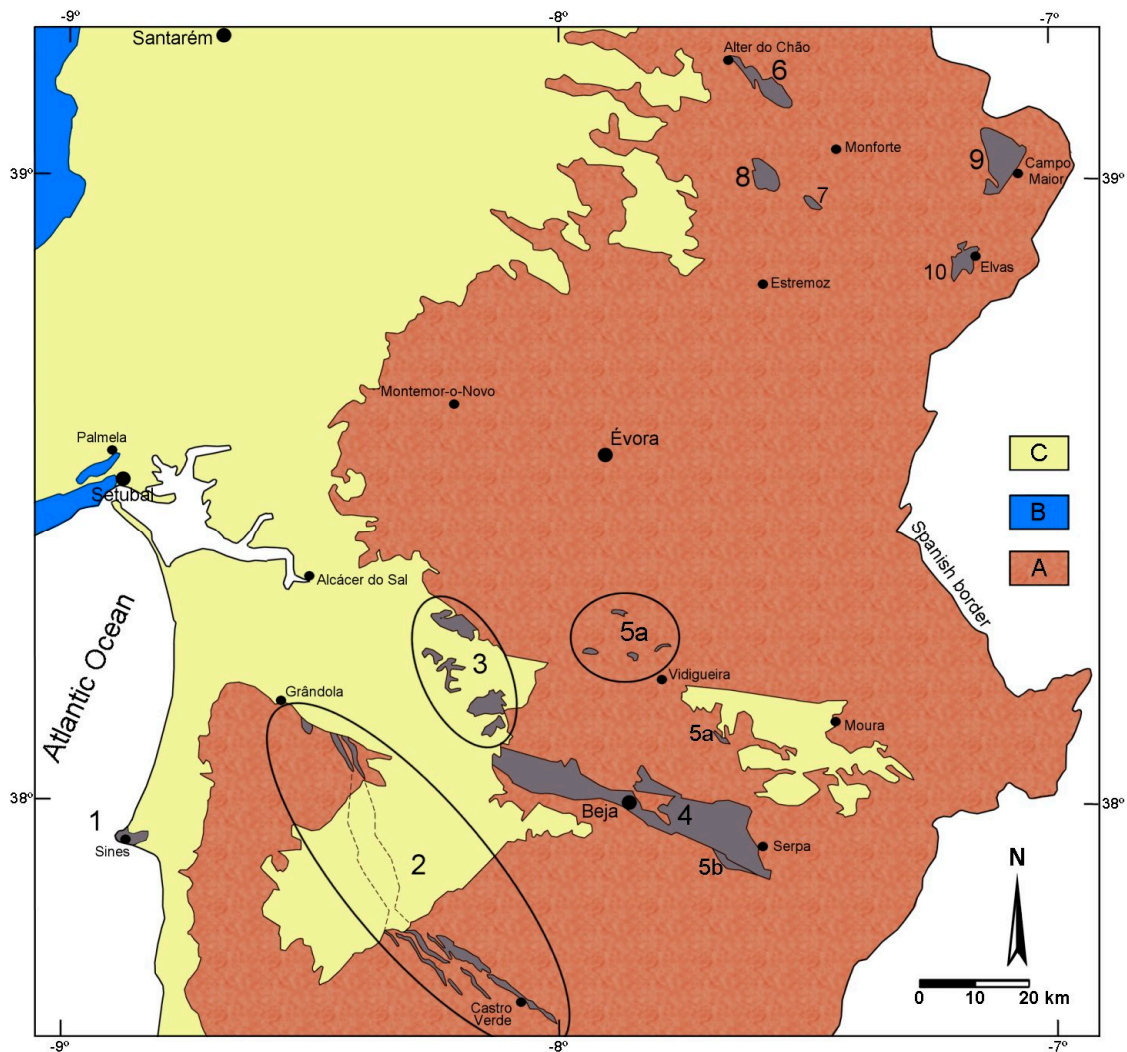 -9º
-8º
-7º
Santarém
Alter do Chão
6
Monforte
9
Campo
Maior
39º
39º
8
7
10
Elvas
Estremoz
Montemor-o-Novo
Évora
Palmela
Setubal
C
B
A
Spanish border
Alcácer do Sal
Atlantic Ocean
5a
3
Vidigueira
Grândola
5a
Moura
38º
38º
Beja
4
1
Sines
Serpa
2
5b
N
Castro
Verde
0 10 20 km
-9º
-8º
-7º